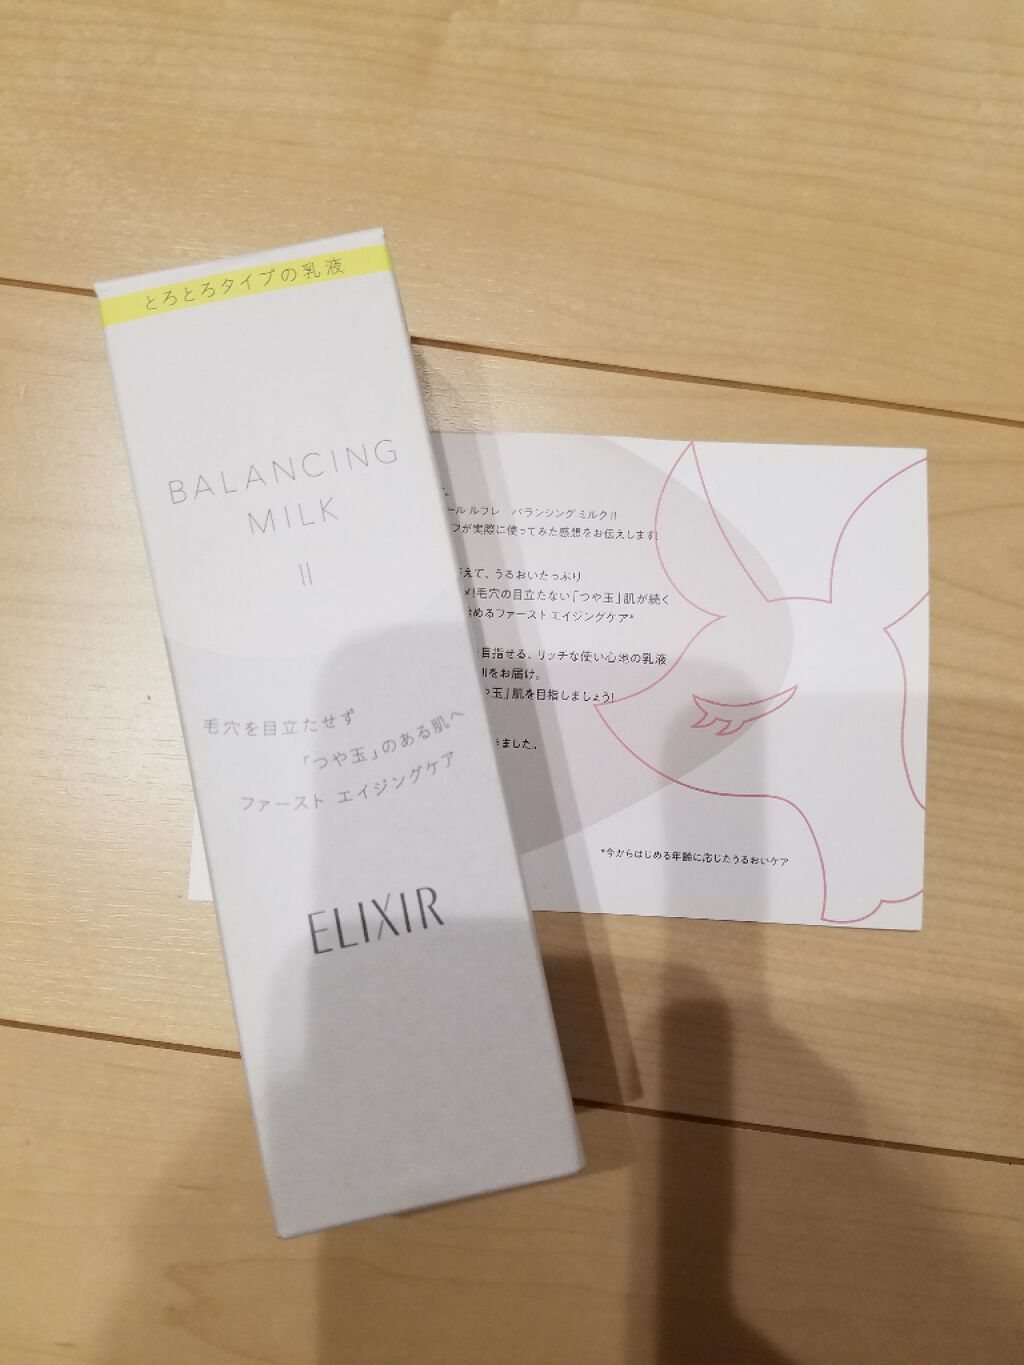 とろとろタイプの乳液
BALANCING
MILK
II
毛穴を目立たせず
「つや玉」のある肌へ
ファースト エイジングケア
ELIXIR
ール ルフレ バランシング ミルクII
フが実際に使ってみた感想をお伝えします!
えて、うるおいたっぷり
メ!毛穴の目立たない「つや玉」肌が続く
始めるファーストエイジングケア*
目指せる、リッチな使い心地の乳液
IIをお届け。
や玉」肌を目指しましょう!
きました。
*今からはじめる年齢に応じたうるおいケア